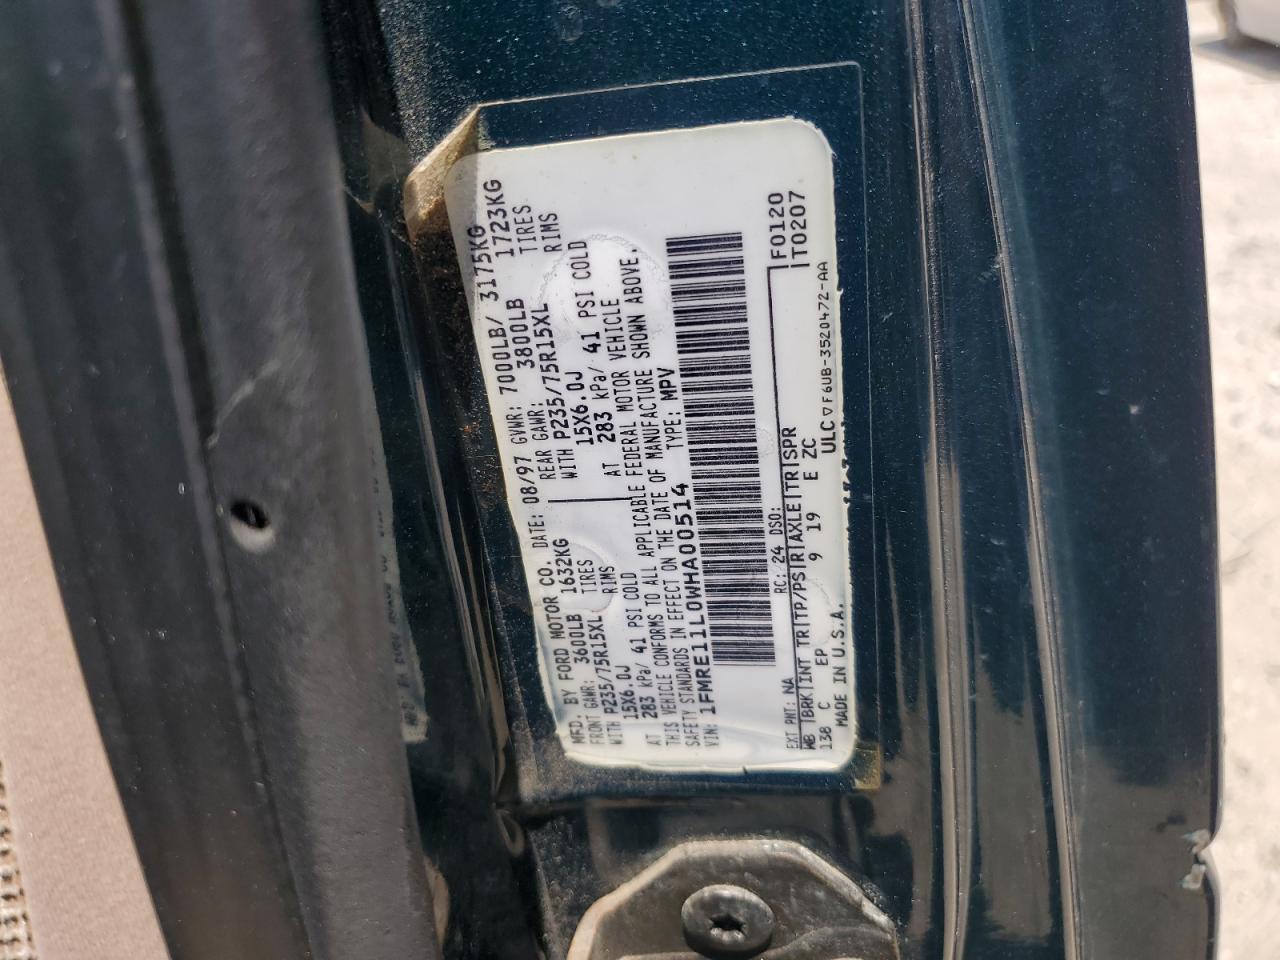 MFD. BY FORD MOTOR CO. DATE: 08/97 GVWR: 7000LB/ 3175KG
FRONT GAWR: 3600LB 1632KG REAR GAWR: 3800LB 1723KG
WITH P235/75R15XL TIRES WITH P235/75R15XL TIRES
15X6.0J RIMS 15X6.0J RIMS
AT 283 kPa/ 41 PSI COLD AT 283 kPa/ 41 PSI COLD
THIS VEHICLE CONFORMS TO ALL APPLICABLE FEDERAL MOTOR VEHICLE
SAFETY STANDARDS IN EFFECT ON THE DATE OF MANUFACTURE SHOWN ABOVE.
VIN: 1FMRE11L0WHA00514 TYPE: MPV
F0120
T0207
EXT PNT: NA RC: 24 DSO:
WB BRK INT TR TP/PS R AXLE TR SPR
138 C EP 9 19 E ZC
MADE IN U.S.A. ULC ▽ F6UB-3520472-AA